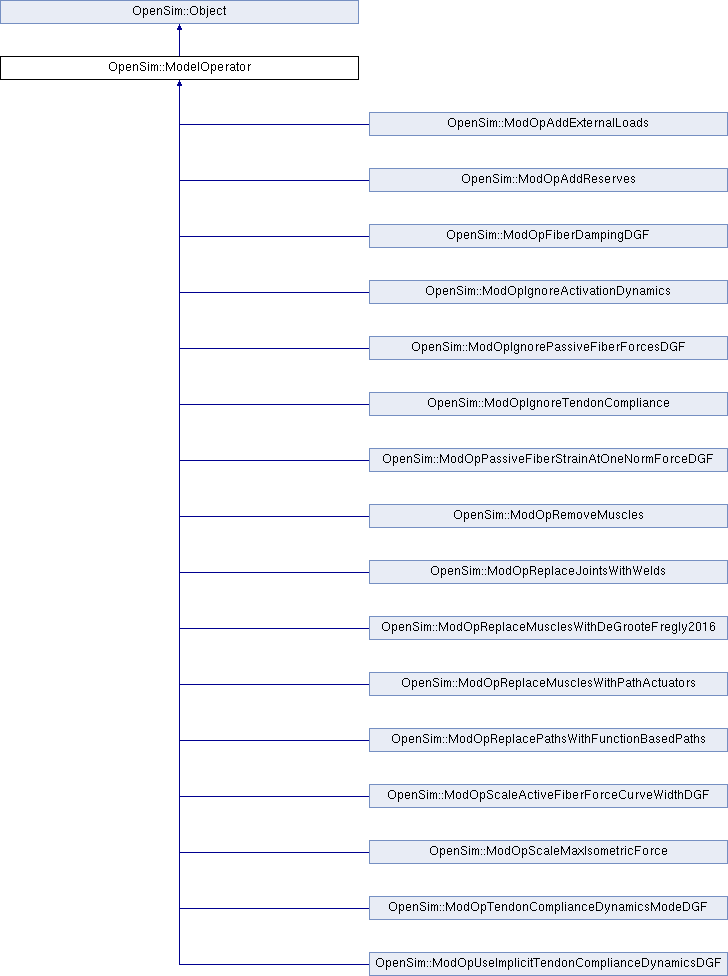 OpenSim::Object
OpenSim::ModelOperator
OpenSim::ModOpAddExternalLoads
OpenSim::ModOpAddReserves
OpenSim::ModOpFiberDampingDGF
OpenSim::ModOpIgnoreActivationDynamics
OpenSim::ModOpIgnorePassiveFiberForcesDGF
OpenSim::ModOpIgnoreTendonCompliance
OpenSim::ModOpPassiveFiberStrainAtOneNormForceDGF
OpenSim::ModOpRemoveMuscles
OpenSim::ModOpReplaceJointsWithWelds
OpenSim::ModOpReplaceMusclesWithDeGrooteFregly2016
OpenSim::ModOpReplaceMusclesWithPathActuators
OpenSim::ModOpReplacePathsWithFunctionBasedPaths
OpenSim::ModOpScaleActiveFiberForceCurveWidthDGF
OpenSim::ModOpScaleMaxIsometricForce
OpenSim::ModOpTendonComplianceDynamicsModeDGF
OpenSim::ModOpUseImplicitTendonComplianceDynamicsDGF